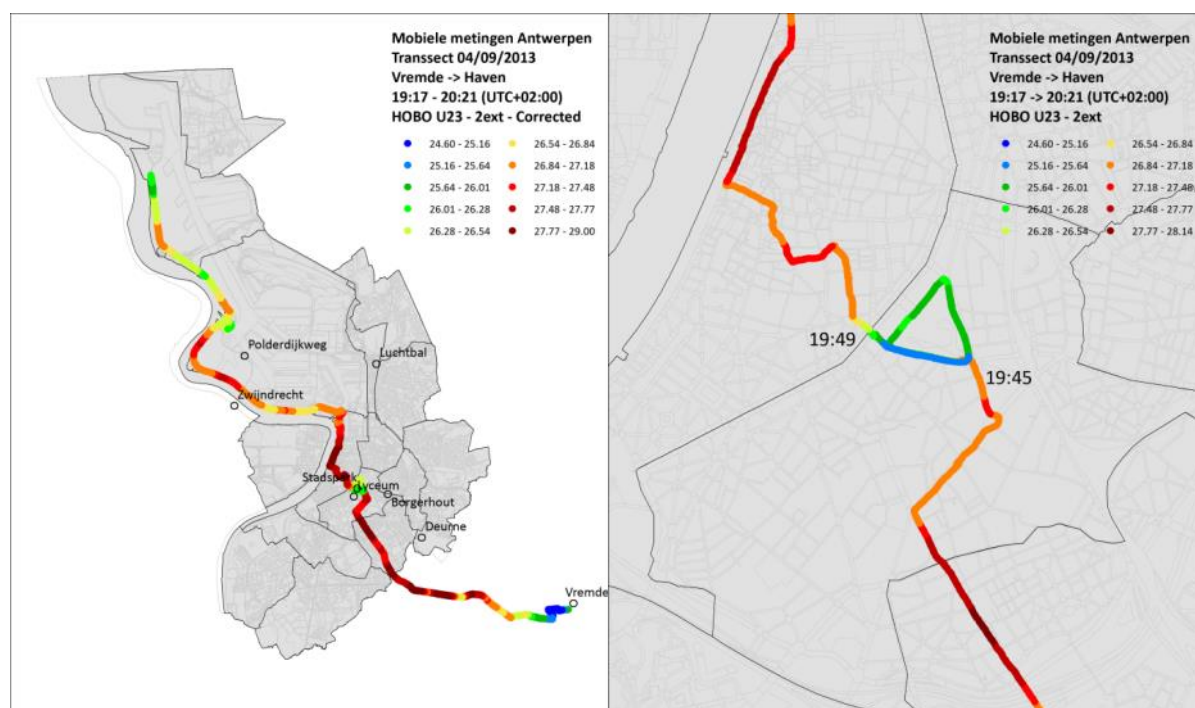 Mobiele metingen Antwerpen
Transsect 04/09/2013
Vremde -> Haven
19:17 - 20:21 (UTC+02:00)
HOBO U23 - 2ext - Corrected
24.60 - 25.16
26.54 - 26.84
25.16 - 25.64
26.84 - 27.18
25.64 - 26.01
27.18 - 27.48
26.01 - 26.28
27.48 - 27.77
26.28 - 26.54
27.77 - 29.00
Polderdijkweg
Luchtbal
Zwijndrecht
Stadspark
Lyceum
Borgerhout
Deurne
Vremde
Mobiele metingen Antwerpen
Transsect 04/09/2013
Vremde -> Haven
19:17 -> 20:21 (UTC+02:00)
HOBO U23 - 2ext
24.60 - 25.16
26.54 - 26.84
25.16 - 25.64
26.84 - 27.18
25.64 - 26.01
27.18 - 27.48
26.01 - 26.28
27.48 - 27.77
26.28 - 26.54
27.77 - 28.14
19:49
19:45